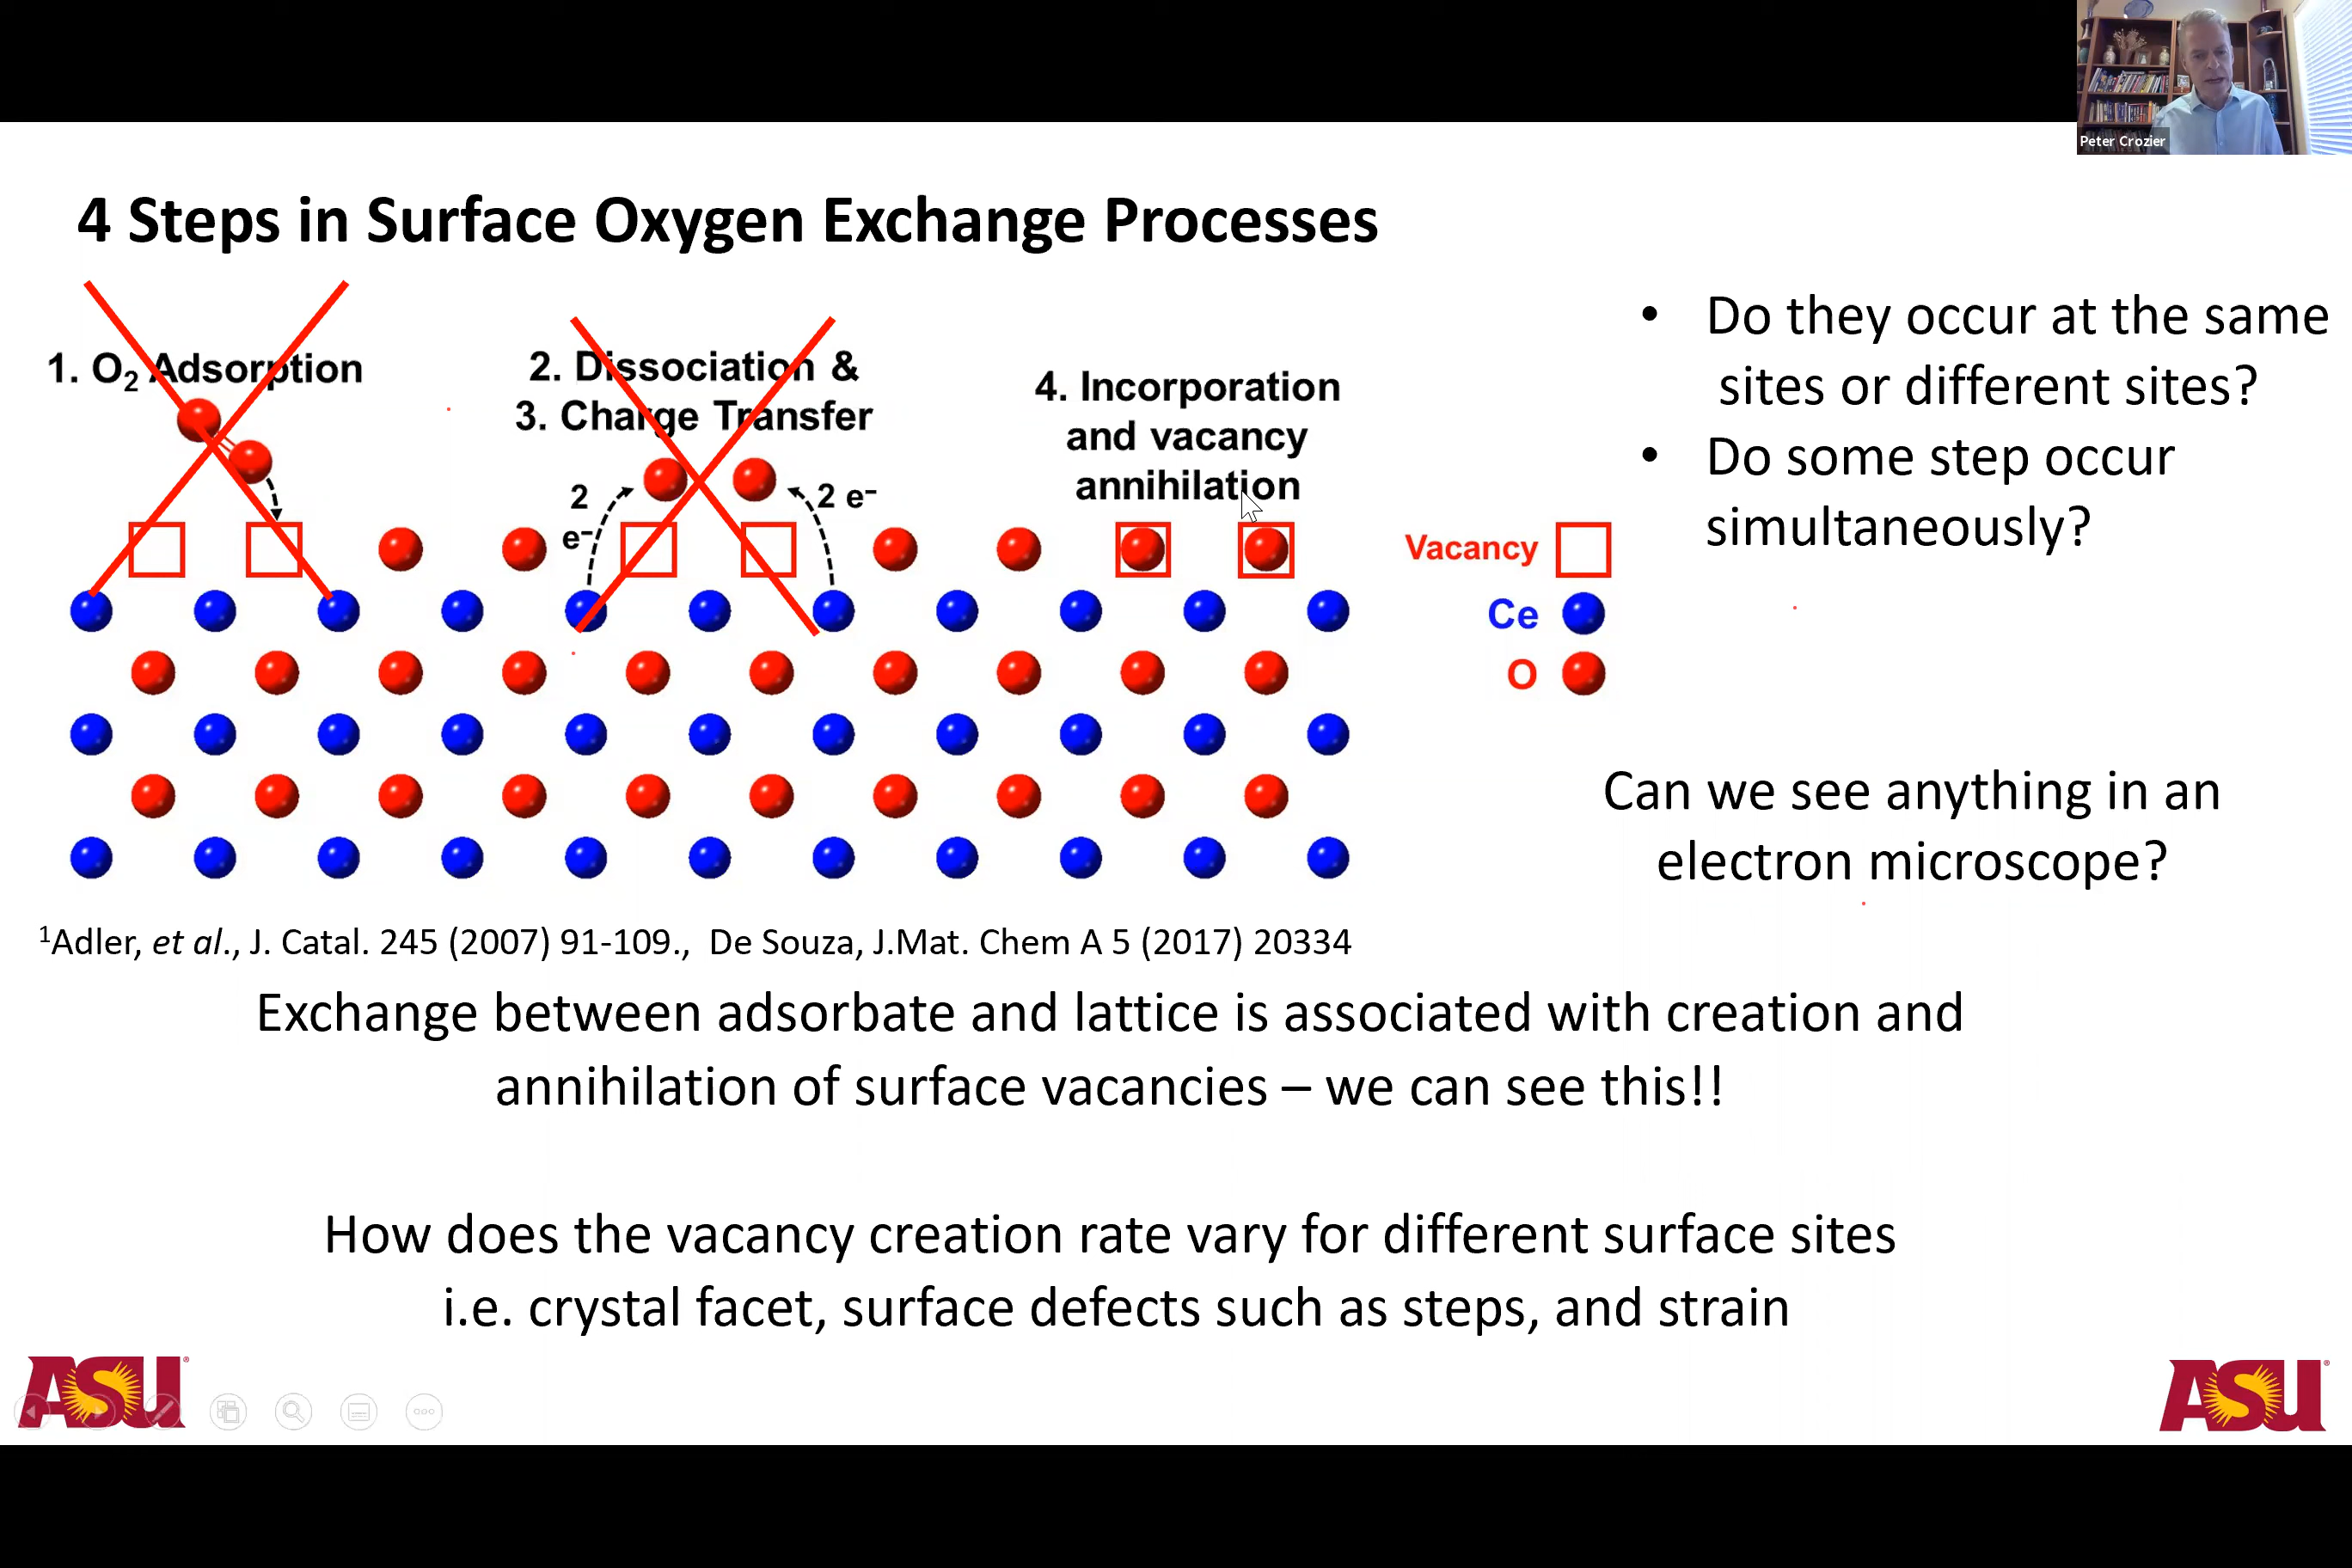 Peter Crozier
4 Steps in Surface Oxygen Exchange Processes
1. O₂ Adsorption
2. Dissociation &
3. Charge Transfer
2
e⁻
2 e⁻
4. Incorporation
and vacancy
annihilation
Vacancy
Ce
O
• Do they occur at the same
sites or different sites?
• Do some step occur
simultaneously?
Can we see anything in an
electron microscope?
¹Adler, et al., J. Catal. 245 (2007) 91-109., De Souza, J.Mat. Chem A 5 (2017) 20334
Exchange between adsorbate and lattice is associated with creation and
annihilation of surface vacancies – we can see this!!
How does the vacancy creation rate vary for different surface sites
i.e. crystal facet, surface defects such as steps, and strain
ASU®
ASU®